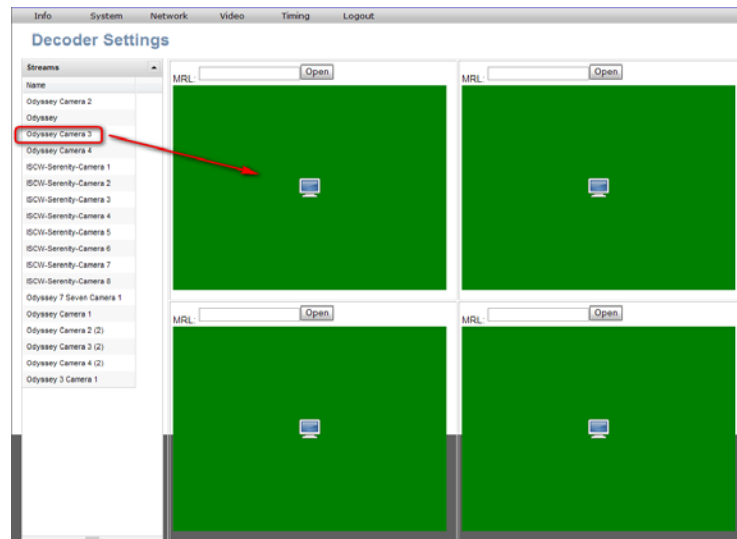 Info System Network Video Timing Logout
Decoder Settings
Streams
Name
Odyssey Camera 2
Odyssey
Odyssey Camera 3
Odyssey Camera 4
ISCW-Serenity-Camera 1
ISCW-Serenity-Camera 2
ISCW-Serenity-Camera 3
ISCW-Serenity-Camera 4
ISCW-Serenity-Camera 5
ISCW-Serenity-Camera 6
ISCW-Serenity-Camera 7
ISCW-Serenity-Camera 8
Odyssey 7 Seven Camera 1
Odyssey Camera 1
Odyssey Camera 2 (2)
Odyssey Camera 3 (2)
Odyssey Camera 4 (2)
Odyssey 3 Camera 1
MRL: Open
MRL: Open
MRL: Open
MRL: Open